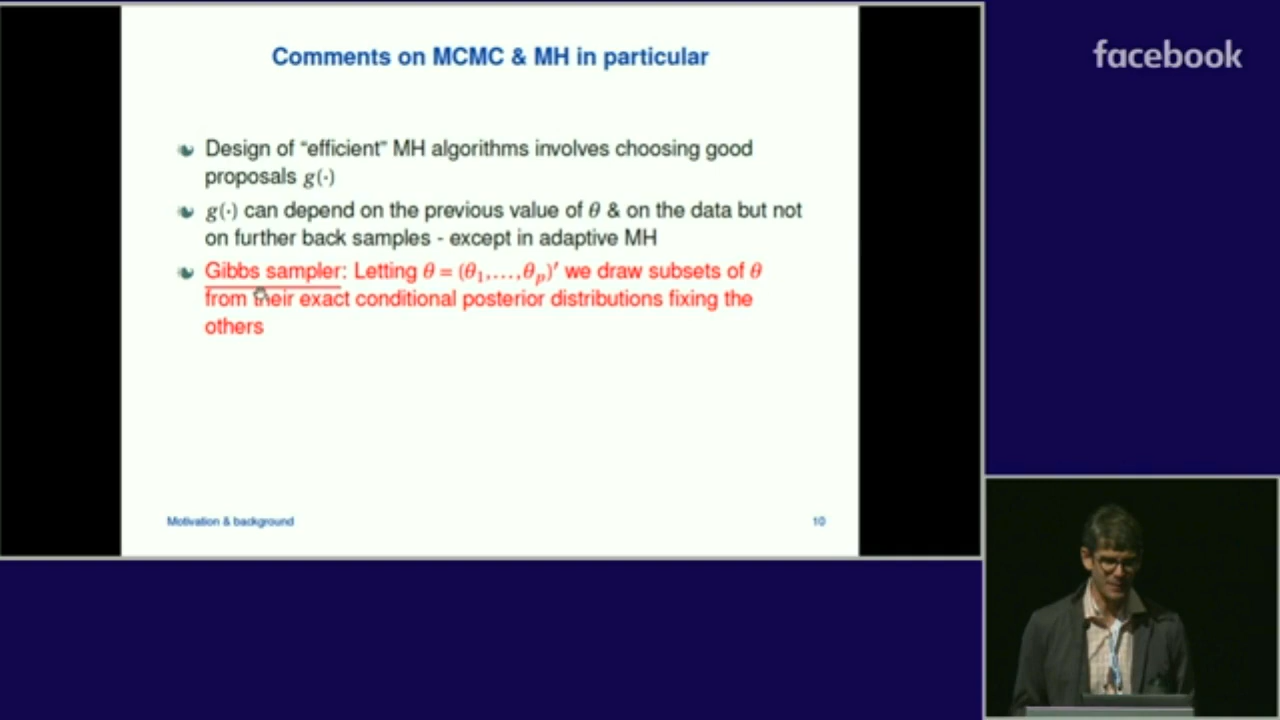 Comments on MCMC & MH in particular
facebook
Design of “efficient” MH algorithms involves choosing good
proposals g(·)
g(·) can depend on the previous value of θ & on the data but not
on further back samples - except in adaptive MH
Gibbs sampler: Letting θ = (θ₁,...,θₚ)′ we draw subsets of θ
from their exact conditional posterior distributions fixing the
others
Motivation & background
10